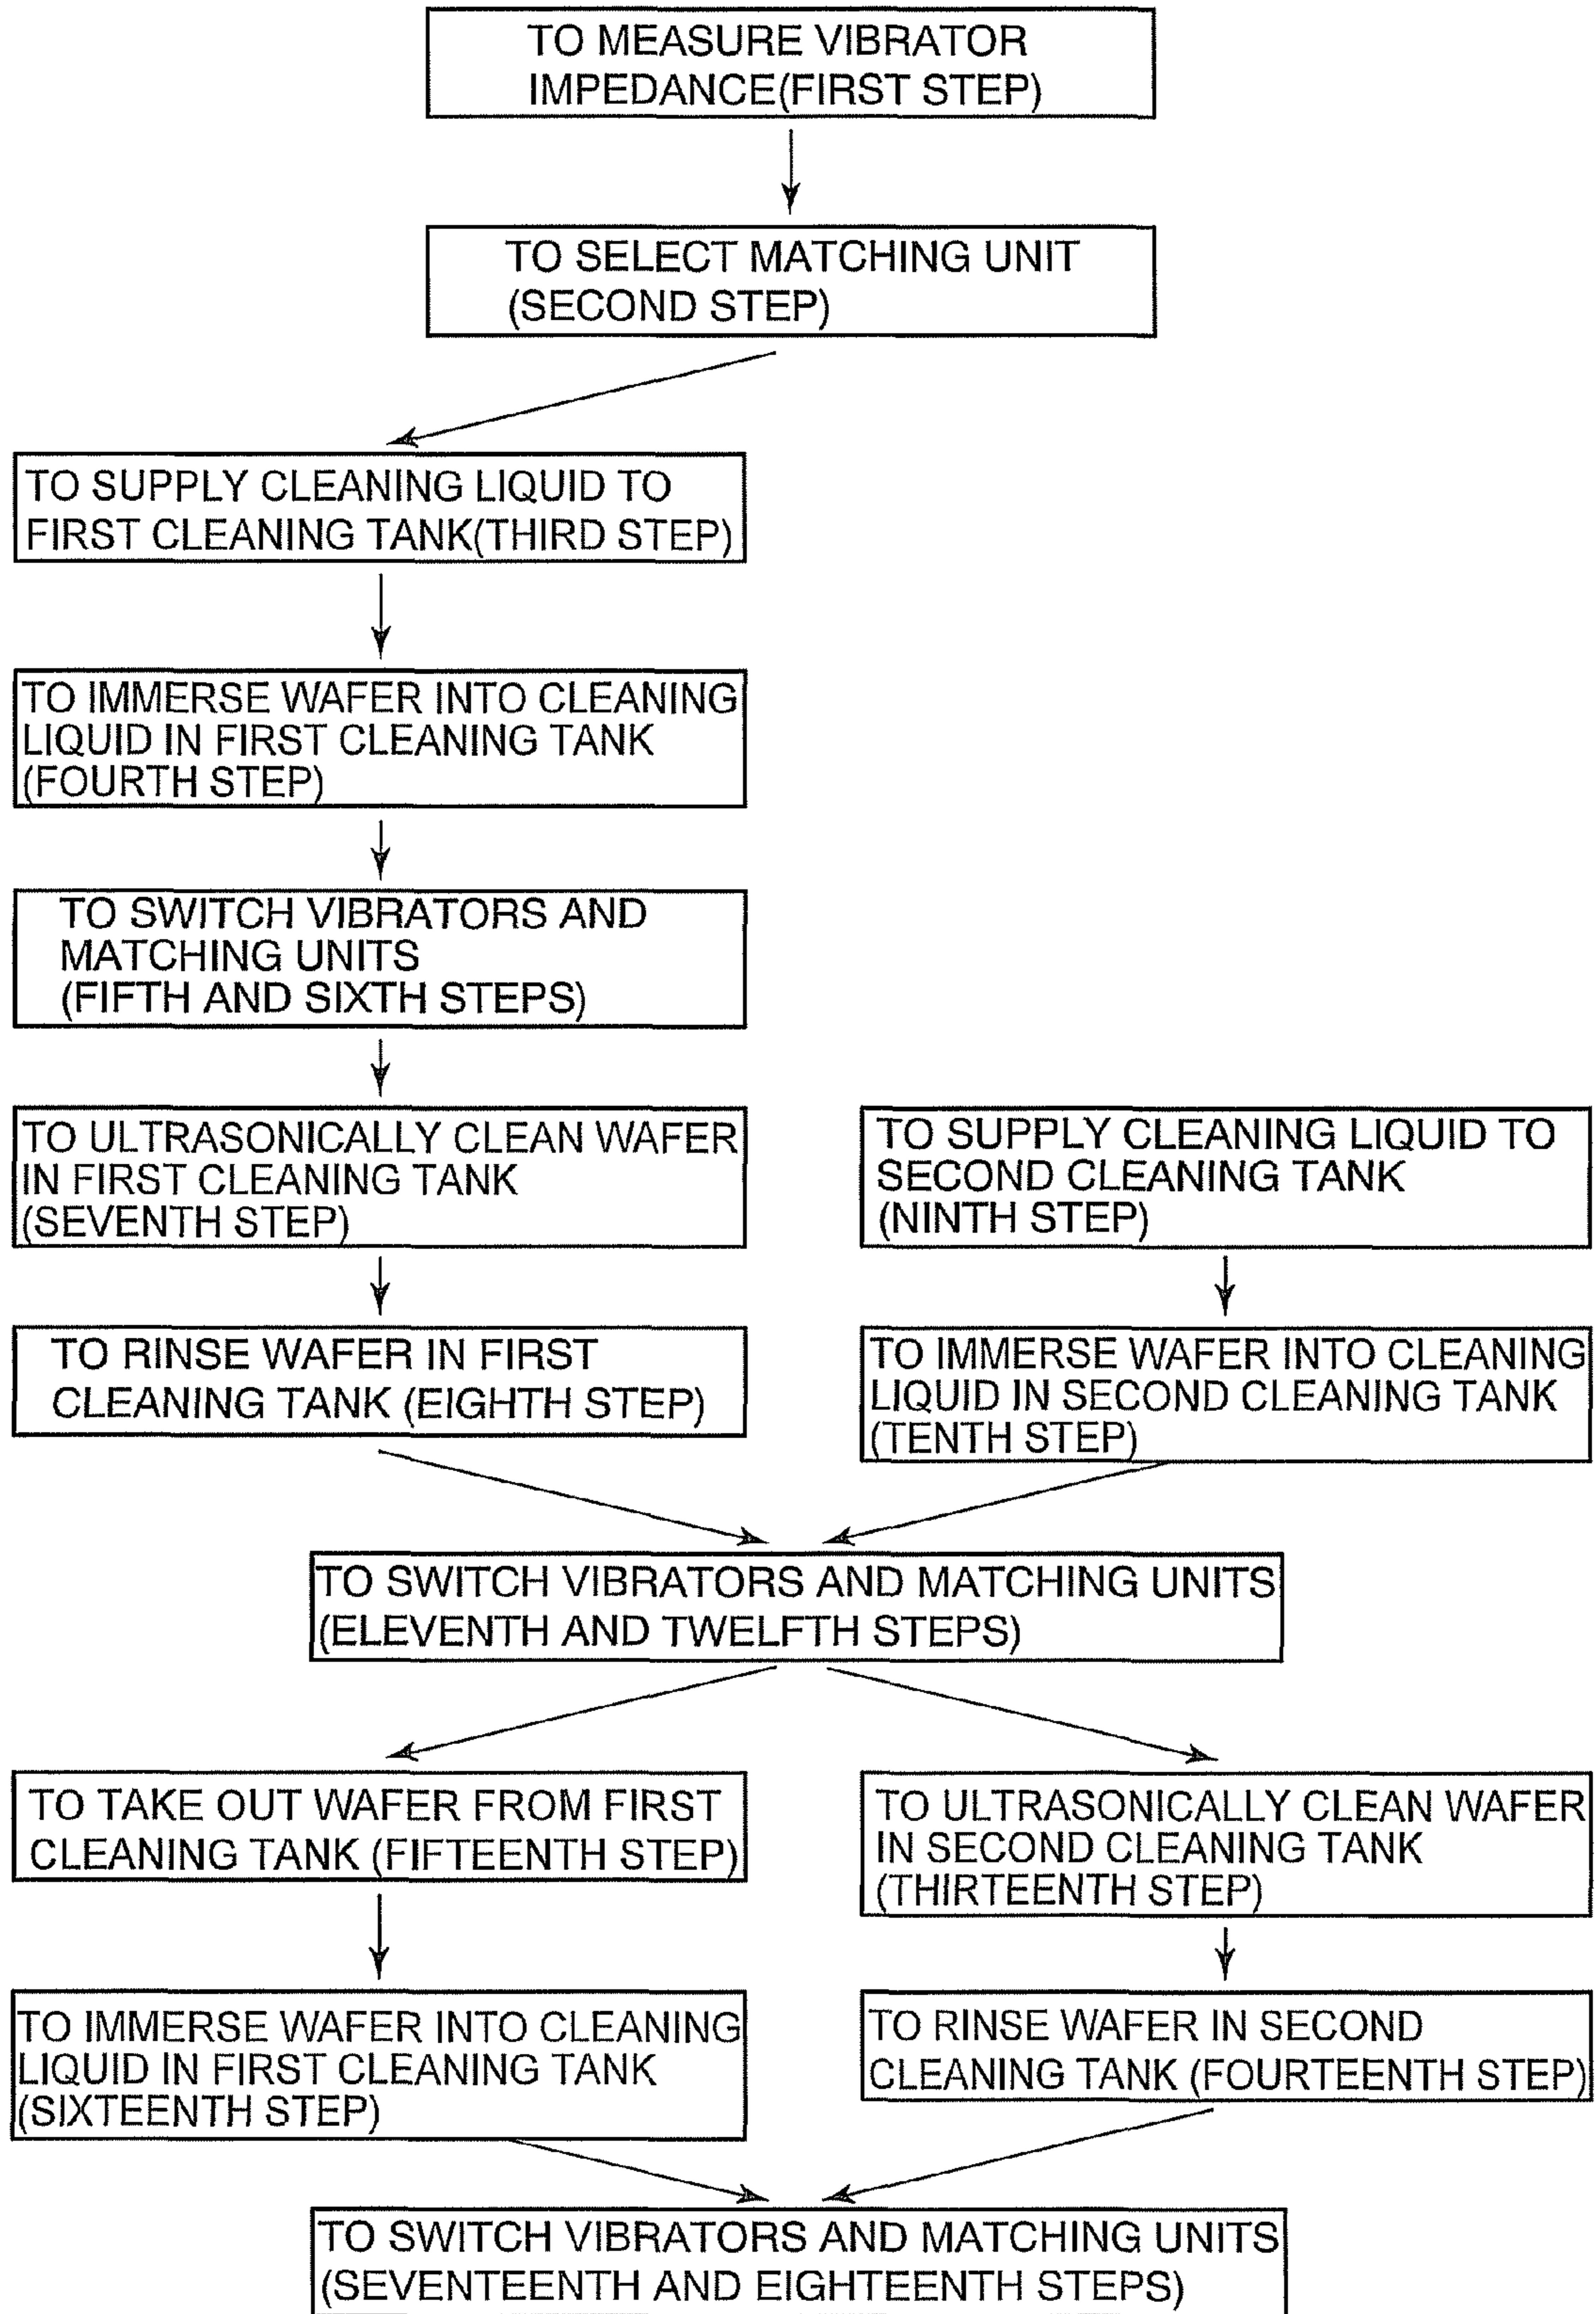 TO MEASURE VIBRATOR
IMPEDANCE(FIRST STEP)
TO SELECT MATCHING UNIT
(SECOND STEP)
TO SUPPLY CLEANING LIQUID TO
FIRST CLEANING TANK(THIRD STEP)
TO IMMERSE WAFER INTO CLEANING
LIQUID IN FIRST CLEANING TANK
(FOURTH STEP)
TO SWITCH VIBRATORS AND
MATCHING UNITS
(FIFTH AND SIXTH STEPS)
TO ULTRASONICALLY CLEAN WAFER
IN FIRST CLEANING TANK
(SEVENTH STEP)
TO SUPPLY CLEANING LIQUID TO
SECOND CLEANING TANK
(NINTH STEP)
TO RINSE WAFER IN FIRST
CLEANING TANK (EIGHTH STEP)
TO IMMERSE WAFER INTO CLEANING
LIQUID IN SECOND CLEANING TANK
(TENTH STEP)
TO SWITCH VIBRATORS AND MATCHING UNITS
(ELEVENTH AND TWELFTH STEPS)
TO TAKE OUT WAFER FROM FIRST
CLEANING TANK (FIFTEENTH STEP)
TO ULTRASONICALLY CLEAN WAFER
IN SECOND CLEANING TANK
(THIRTEENTH STEP)
TO IMMERSE WAFER INTO CLEANING
LIQUID IN FIRST CLEANING TANK
(SIXTEENTH STEP)
TO RINSE WAFER IN SECOND
CLEANING TANK (FOURTEENTH STEP)
TO SWITCH VIBRATORS AND MATCHING UNITS
(SEVENTEENTH AND EIGHTEENTH STEPS)